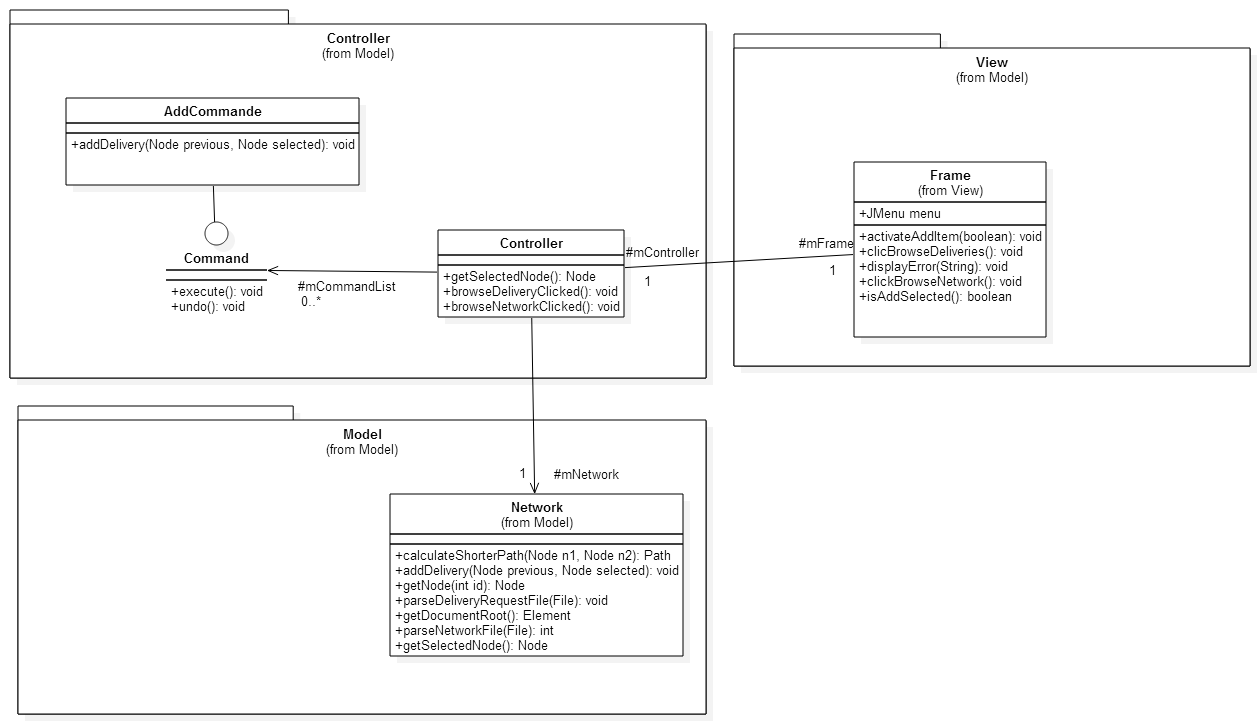 Controller
(from Model)
AddCommande
+addDelivery(Node previous, Node selected): void
Command
+execute(): void
+undo(): void
#mCommandList
0..*
Controller
+getSelectedNode(): Node
+browseDeliveryClicked(): void
+browseNetworkClicked(): void
#mController
1
#mFrame
1
View
(from Model)
Frame
(from View)
+JMenu menu
+activateAddItem(boolean): void
+clicBrowseDeliveries(): void
+displayError(String): void
+clickBrowseNetwork(): void
+isAddSelected(): boolean
Model
(from Model)
1
#mNetwork
Network
(from Model)
+calculateShorterPath(Node n1, Node n2): Path
+addDelivery(Node previous, Node selected): void
+getNode(int id): Node
+parseDeliveryRequestFile(File): void
+getDocumentRoot(): Element
+parseNetworkFile(File): int
+getSelectedNode(): Node